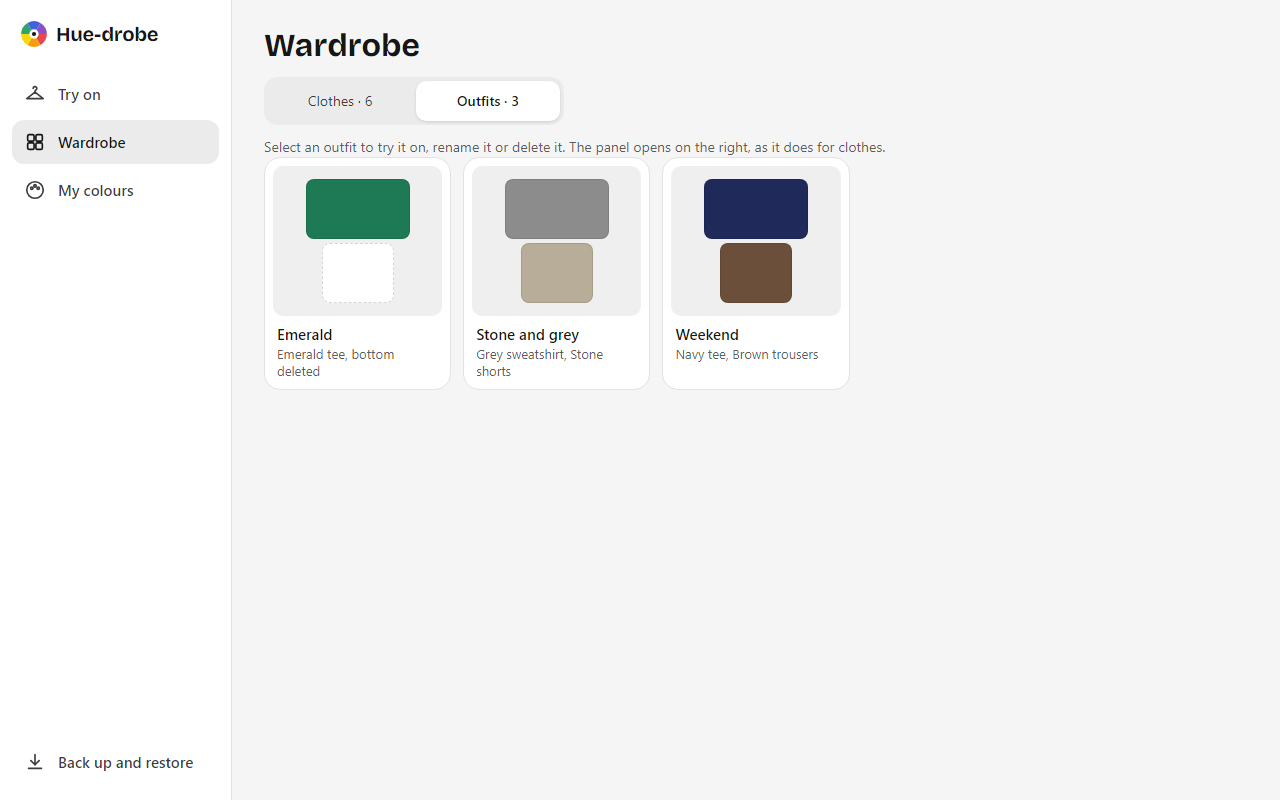 Hue-drobe
Try on
Wardrobe
My colours
Back up and restore
Wardrobe
Clothes · 6
Outfits · 3
Select an outfit to try it on, rename it or delete it. The panel opens on the right, as it does for clothes.
Emerald
Emerald tee, bottom
deleted
Stone and grey
Grey sweatshirt, Stone
shorts
Weekend
Navy tee, Brown trousers